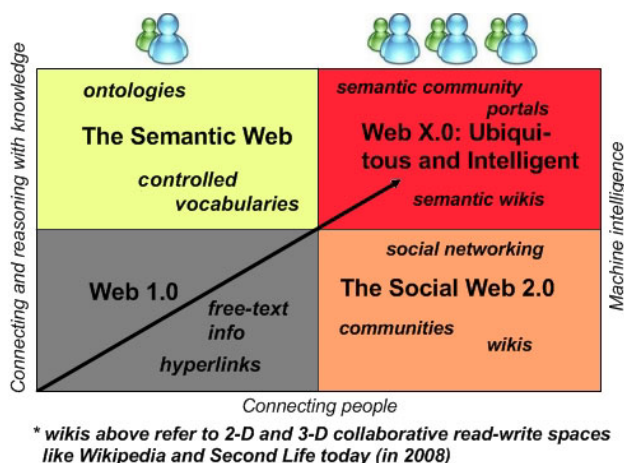 Connecting and reasoning with knowledge
ontologies
The Semantic Web
controlled
vocabularies
semantic community
portals
Web X.0: Ubiqui-
tous and Intelligent
semantic wikis
Web 1.0
free-text
info
hyperlinks
social networking
The Social Web 2.0
communities
wikis
Machine intelligence
Connecting people
* wikis above refer to 2-D and 3-D collaborative read-write spaces
like Wikipedia and Second Life today (in 2008)